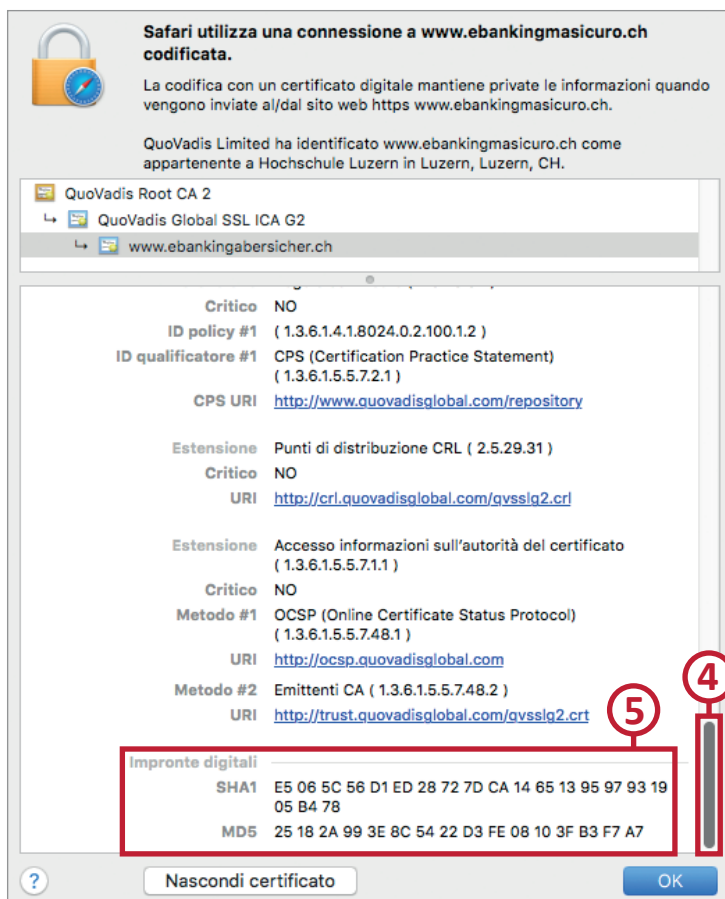 Safari utilizza una connessione a www.ebankingmasicuro.ch
codificata.
La codifica con un certificato digitale mantiene private le informazioni quando
vengono inviate al/dal sito web https www.ebankingmasicuro.ch.
QuoVadis Limited ha identificato www.ebankingmasicuro.ch come
appartenente a Hochschule Luzern in Luzern, Luzern, CH.
QuoVadis Root CA 2
QuoVadis Global SSL ICA G2
www.ebankingabersicher.ch
Critico NO
ID policy #1 ( 1.3.6.1.4.1.8024.0.2.100.1.2 )
ID qualificatore #1 CPS (Certification Practice Statement)
( 1.3.6.1.5.5.7.2.1 )
CPS URI http://www.quovadisglobal.com/repository
Estensione Punti di distribuzione CRL ( 2.5.29.31 )
Critico NO
URI http://crl.quovadisglobal.com/qvsslg2.crl
Estensione Accesso informazioni sull'autorità del certificato
( 1.3.6.1.5.5.7.1.1 )
Critico NO
Metodo #1 OCSP (Online Certificate Status Protocol)
( 1.3.6.1.5.5.7.48.1 )
URI http://ocsp.quovadisglobal.com
4
Metodo #2 Emittenti CA ( 1.3.6.1.5.5.7.48.2 )
5
URI http://trust.quovadisglobal.com/qvsslg2.crt
Impronte digitali
SHA1 E5 06 5C 56 D1 ED 28 72 7D CA 14 65 13 95 97 93 19
05 B4 78
MD5 25 18 2A 99 3E 8C 54 22 D3 FE 08 10 3F B3 F7 A7
? Nascondi certificato OK